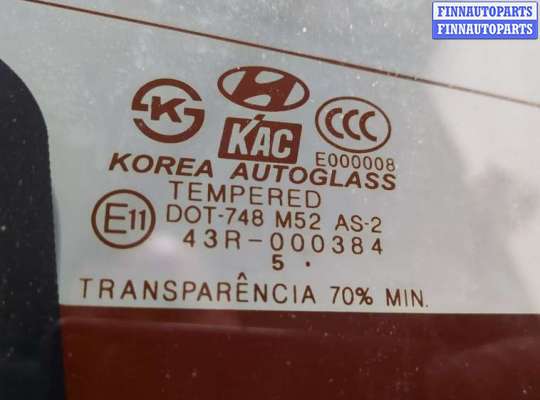 FINNAUTOPARTS
FINNAUTOPARTS
KS
H
KAC
CCC
E000008
KOREA AUTOGLASS
TEMPERED
E11
DOT-748 M52 AS-2
43R-000384
5 .
TRANSPARÊNCIA 70% MIN.